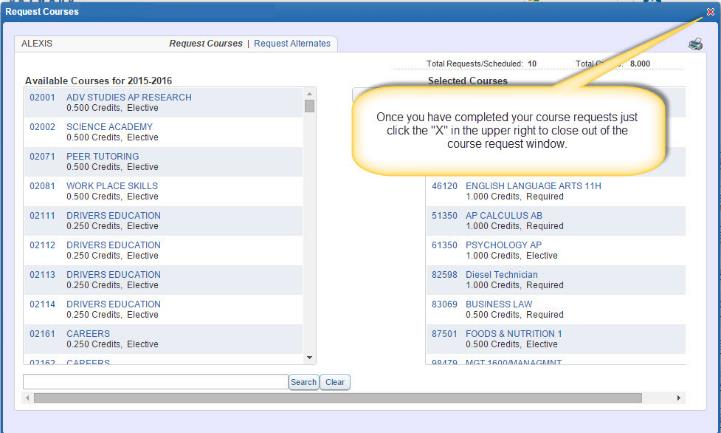 Request Courses
X
ALEXIS Request Courses | Request Alternates
Total Requests/Scheduled: 10 8.000
Available Courses for 2015-2016
Selected Courses
02001 ADV STUDIES AP RESEARCH
0.500 Credits, Elective
02002 SCIENCE ACADEMY
0.500 Credits, Elective
02071 PEER TUTORING
0.500 Credits, Elective
02081 WORK PLACE SKILLS
0.500 Credits, Elective
02111 DRIVERS EDUCATION
0.250 Credits, Elective
02112 DRIVERS EDUCATION
0.250 Credits, Elective
02113 DRIVERS EDUCATION
0.250 Credits, Elective
02114 DRIVERS EDUCATION
0.250 Credits, Elective
02161 CAREERS
0.250 Credits, Elective
02162 CAREERS
Search Clear
Once you have completed your course requests just
click the "X" in the upper right to close out of the
course request window.
46120 ENGLISH LANGUAGE ARTS 11H
1.000 Credits, Required
51350 AP CALCULUS AB
1.000 Credits, Required
61350 PSYCHOLOGY AP
1.000 Credits, Elective
82598 Diesel Technician
1.000 Credits, Required
83069 BUSINESS LAW
0.500 Credits, Required
87501 FOODS & NUTRITION 1
0.500 Credits, Elective
98479 MGT 1600/MANAGMNT